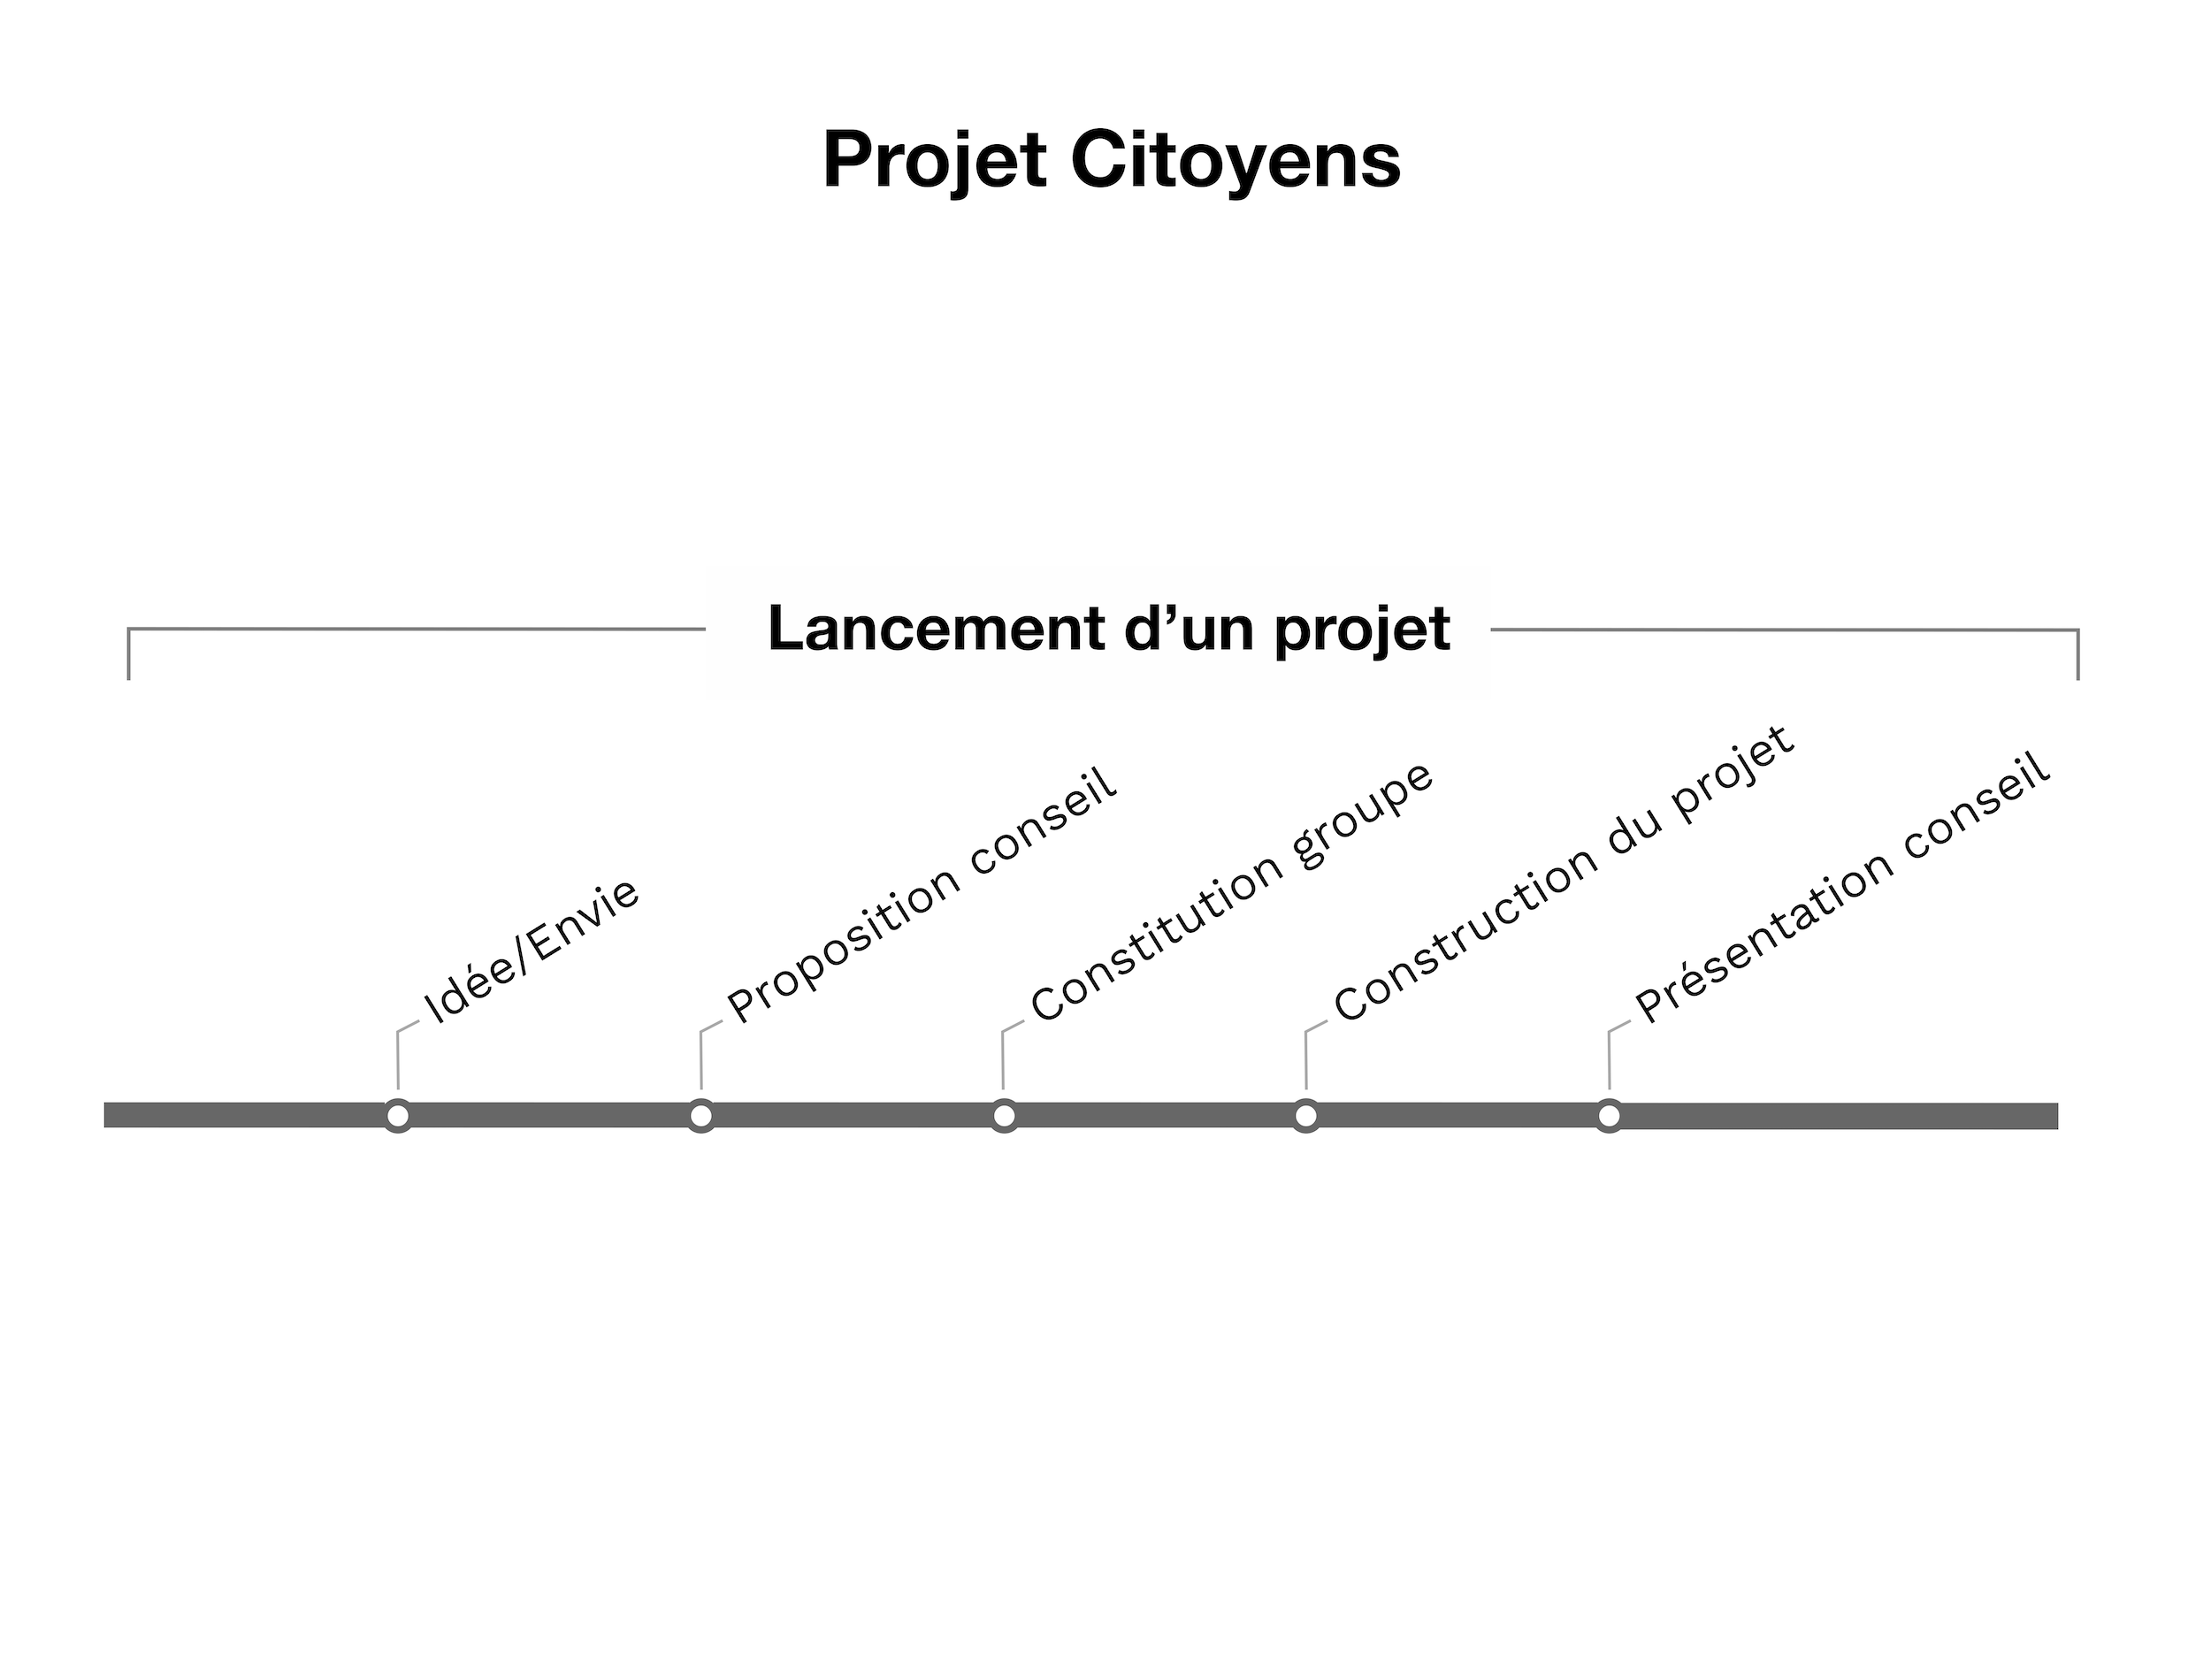 Projet Citoyens
Lancement d’un projet
Idée/Envie
Proposition conseil
Constitution groupe
Construction du projet
Présentation conseil